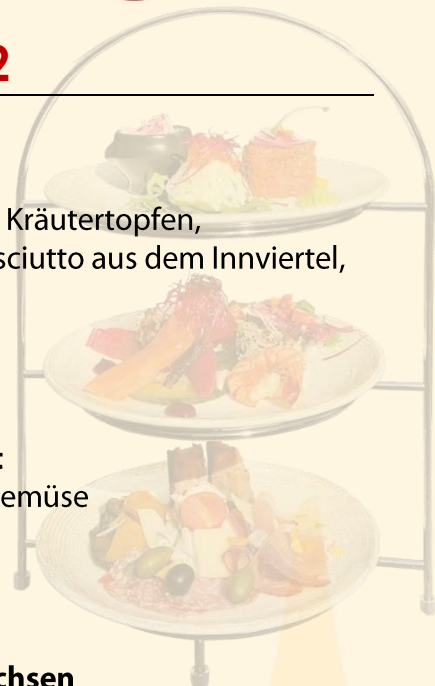 2
Kräutertopfen,
sciutto aus dem Innviertel,
t
emüse
chsen